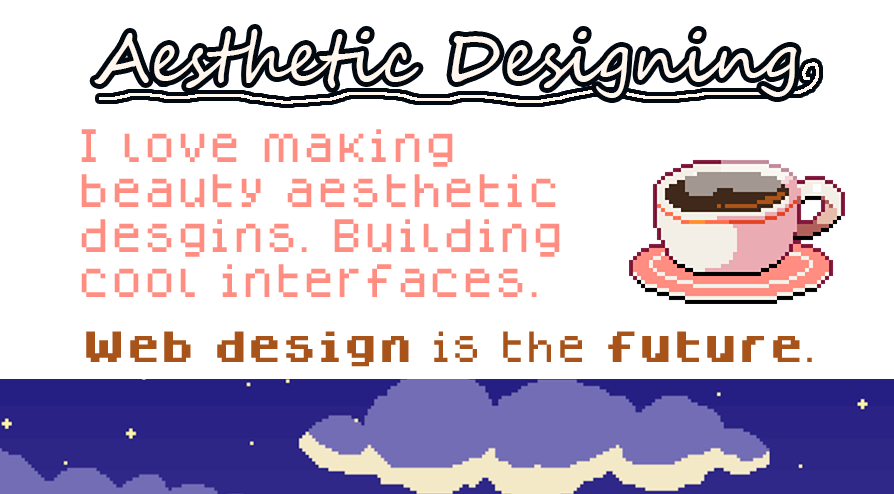 Aesthetic Designing,
I love making
beauty aesthetic
desgins. Building
cool interfaces.
Web design is the future.